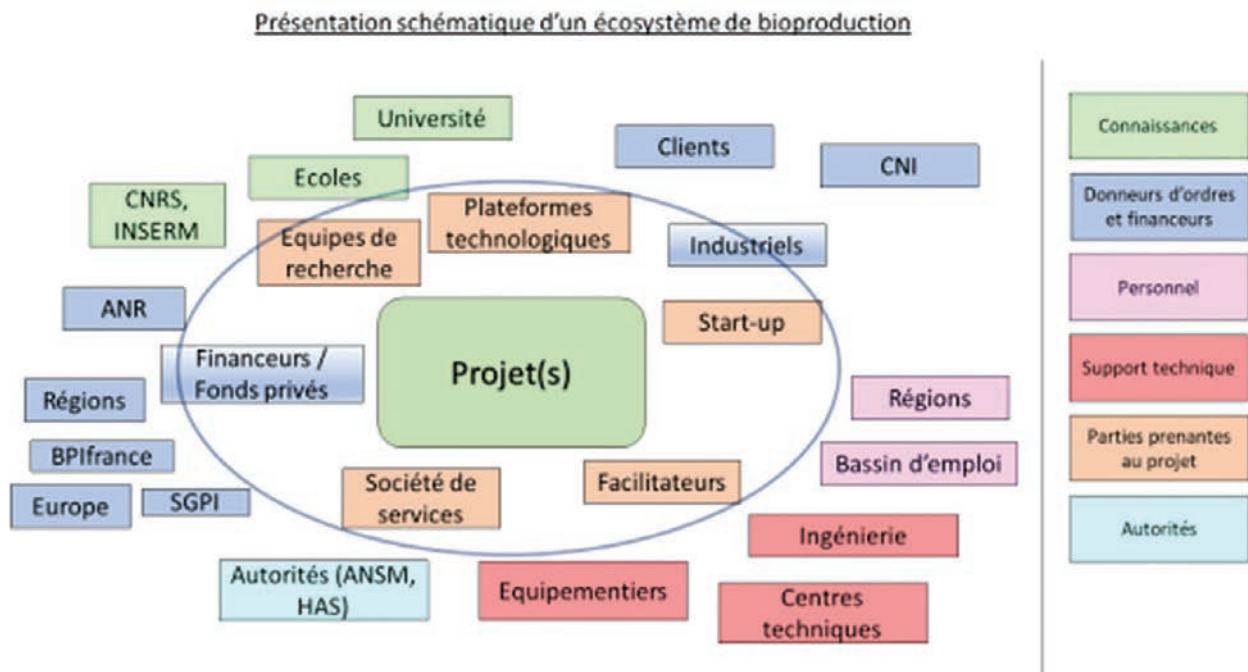 Présentation schématique d'un écosystème de bioproduction
Université
Clients
CNI
Ecoles
CNRS,
INSERM
Plateformes
technologiques
Equipes de
recherche
Industriels
ANR
Start-up
Financeurs /
Fonds privés
Projet(s)
Régions
Régions
BPIfrance
Bassin d'emploi
Europe
SGPI
Société de
services
Facilitateurs
Ingénierie
Autorités (ANSM,
HAS)
Equipementiers
Centres
techniques
Connaissances
Donneurs d'ordres
et financeurs
Personnel
Support technique
Parties prenantes
au projet
Autorités